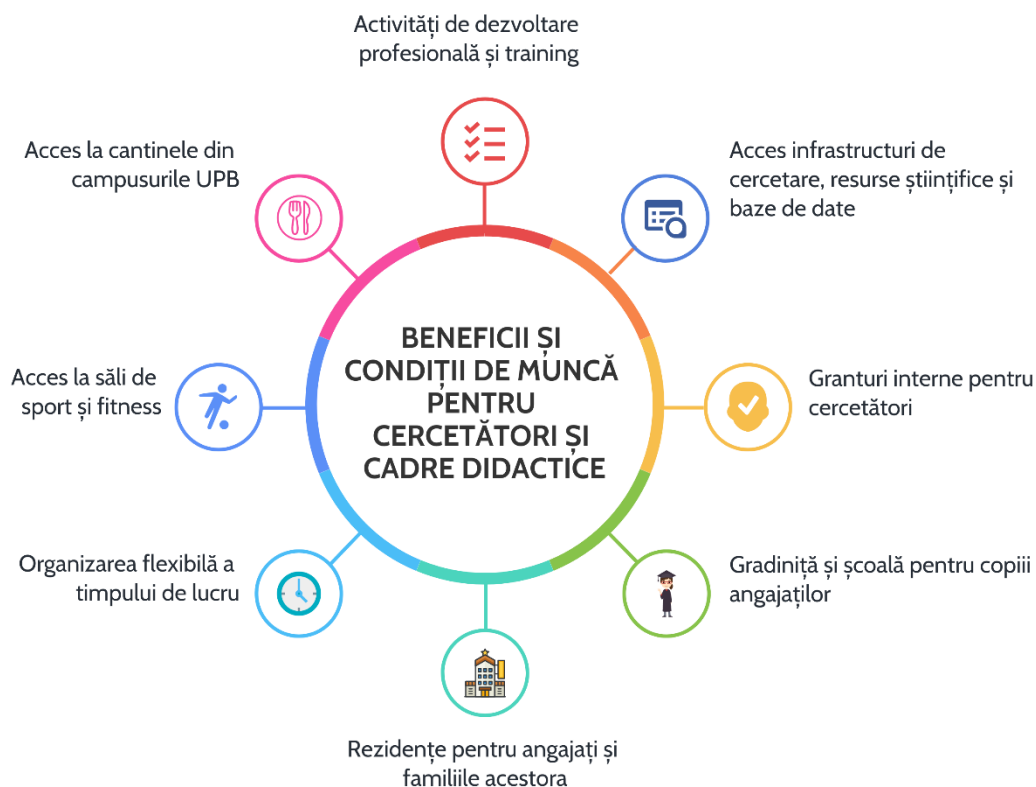 Activități de dezvoltare
profesională și training
Acces infrastructuri de
cercetare, resurse științifice și
baze de date
Granturi interne pentru
cercetători
Gradiniță și școală pentru copiii
angajaților
Rezidențe pentru angajați și
familiile acestora
Organizarea flexibilă a
timpului de lucru
Acces la săli de
sport și fitness
Acces la cantinele din
campusurile UPB
BENEFICII ȘI
CONDIȚII DE MUNCĂ
PENTRU
CERCETĂTORI ȘI
CADRE DIDACTICE